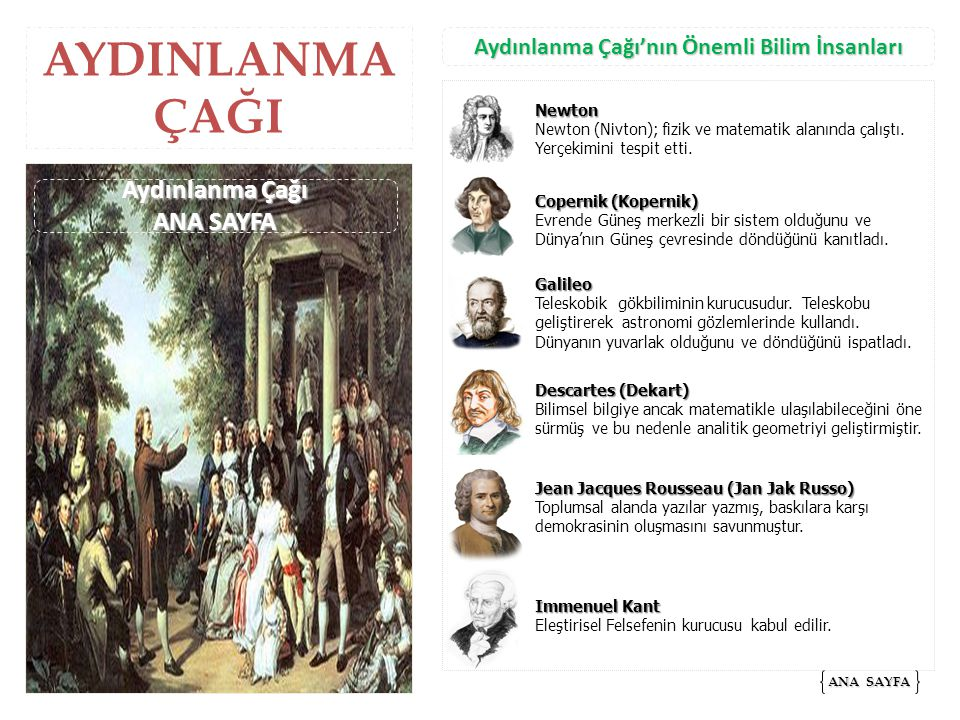 AYDINLANMA
ÇAĞI
Aydınlanma Çağı
ANA SAYFA
Aydınlanma Çağı’nın Önemli Bilim İnsanları
Newton
Newton (Nivton); fizik ve matematik alanında çalıştı.
Yerçekimini tespit etti.
Copernik (Kopernik)
Evrende Güneş merkezli bir sistem olduğunu ve
Dünya’nın Güneş çevresinde döndüğünü kanıtladı.
Galileo
Teleskobik gökbiliminin kurucusudur. Teleskobu
geliştirerek astronomi gözlemlerinde kullandı.
Dünyanın yuvarlak olduğunu ve döndüğünü ispatladı.
Descartes (Dekart)
Bilimsel bilgiye ancak matematikle ulaşılabileceğini öne
sürmüş ve bu nedenle analitik geometriyi geliştirmiştir.
Jean Jacques Rousseau (Jan Jak Russo)
Toplumsal alanda yazılar yazmış, baskılara karşı
demokrasinin oluşmasını savunmuştur.
Immenuel Kant
Eleştirisel Felsefenin kurucusu kabul edilir.
ANA SAYFA